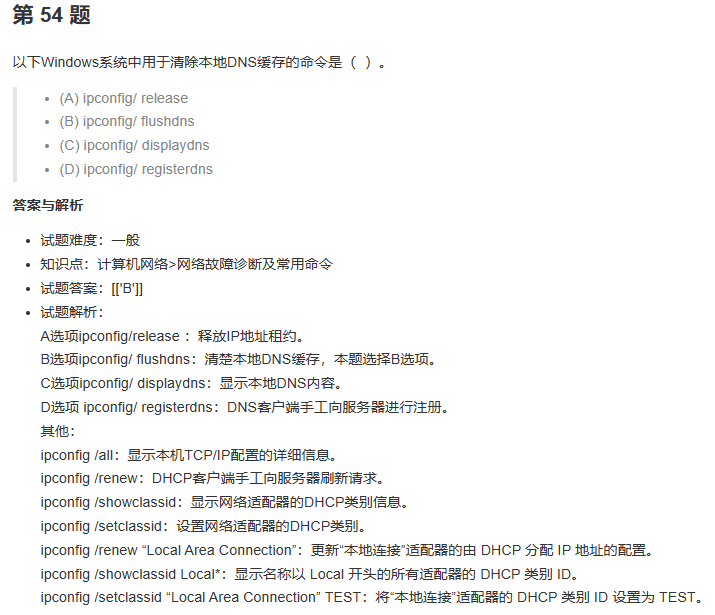 第 54 题
以下Windows系统中用于清除本地DNS缓存的命令是（ ）。
(A) ipconfig/ release
(B) ipconfig/ flushdns
(C) ipconfig/ displaydns
(D) ipconfig/ registerdns
答案与解析
试题难度：一般
知识点：计算机网络>网络故障诊断及常用命令
试题答案：[['B']]
试题解析：
A选项ipconfig/release ：释放IP地址租约。
B选项ipconfig/ flushdns：清楚本地DNS缓存，本题选择B选项。
C选项ipconfig/ displaydns：显示本地DNS内容。
D选项 ipconfig/ registerdns：DNS客户端手工向服务器进行注册。
其他：
ipconfig /all：显示本机TCP/IP配置的详细信息。
ipconfig /renew：DHCP客户端手工向服务器刷新请求。
ipconfig /showclassid：显示网络适配器的DHCP类别信息。
ipconfig /setclassid：设置网络适配器的DHCP类别。
ipconfig /renew “Local Area Connection”：更新“本地连接”适配器的由 DHCP 分配 IP 地址的配置。
ipconfig /showclassid Local*：显示名称以 Local 开头的所有适配器的 DHCP 类别 ID。
ipconfig /setclassid “Local Area Connection” TEST：将“本地连接”适配器的 DHCP 类别 ID 设置为 TEST。